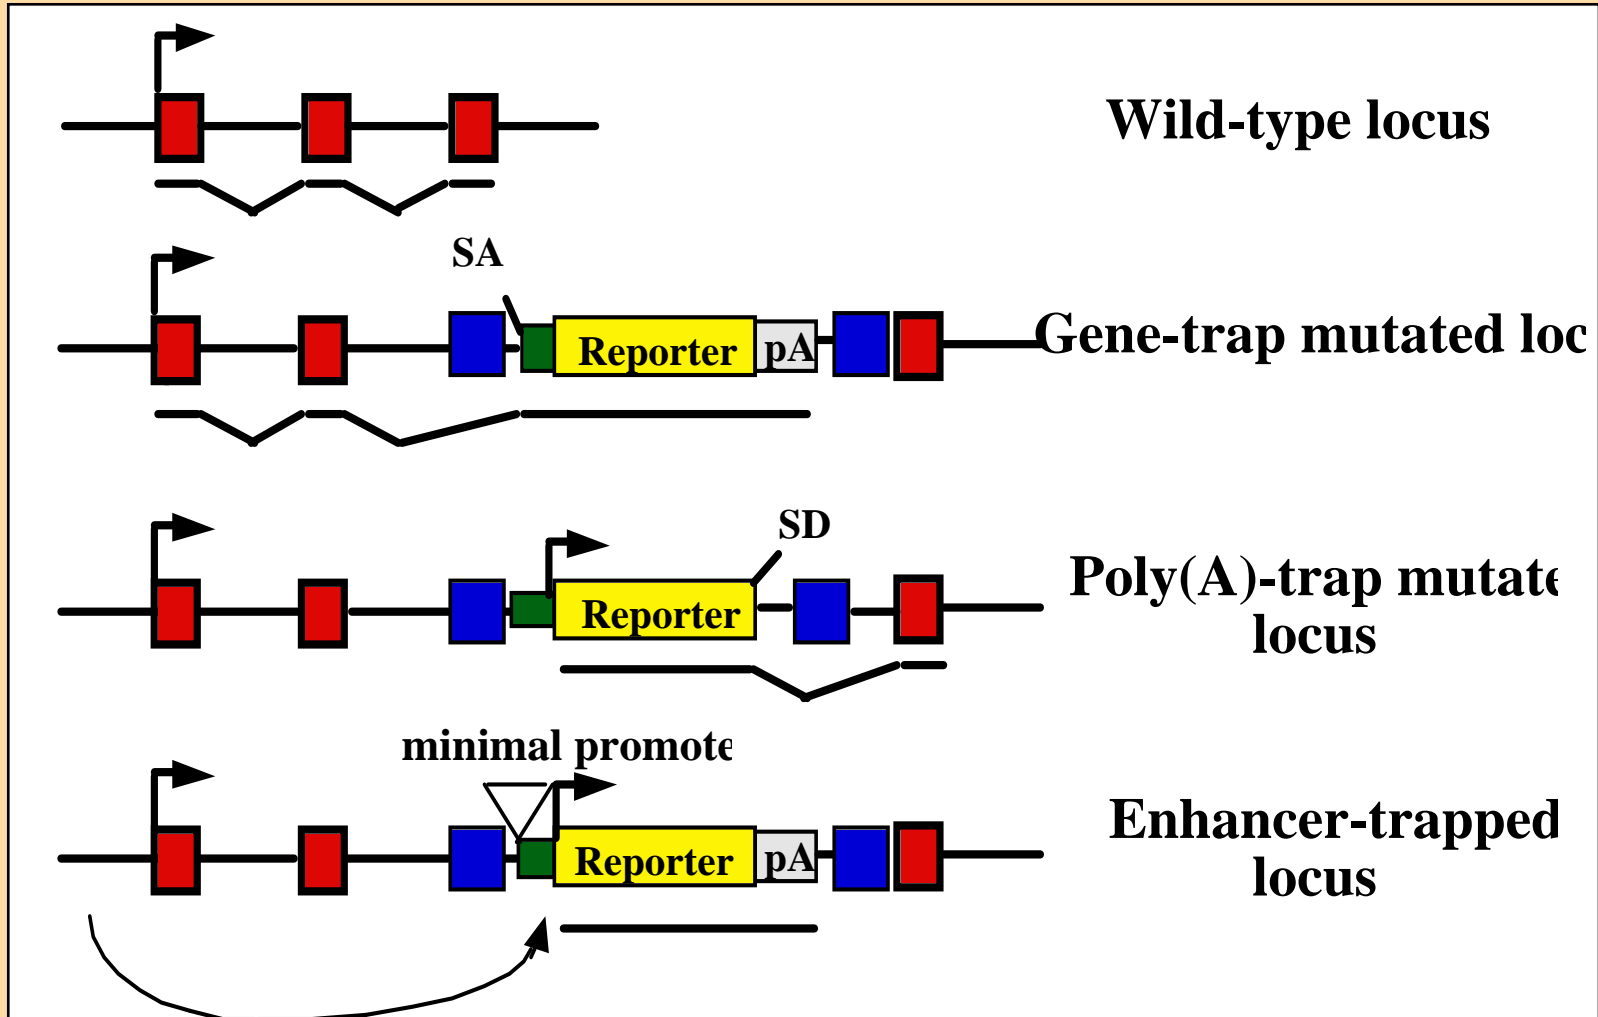 Wild-type locus
SA
Reporter pA
Gene-trap mutated loc
SD
Reporter
Poly(A)-trap mutate
locus
minimal promote
Reporter pA
Enhancer-trapped
locus